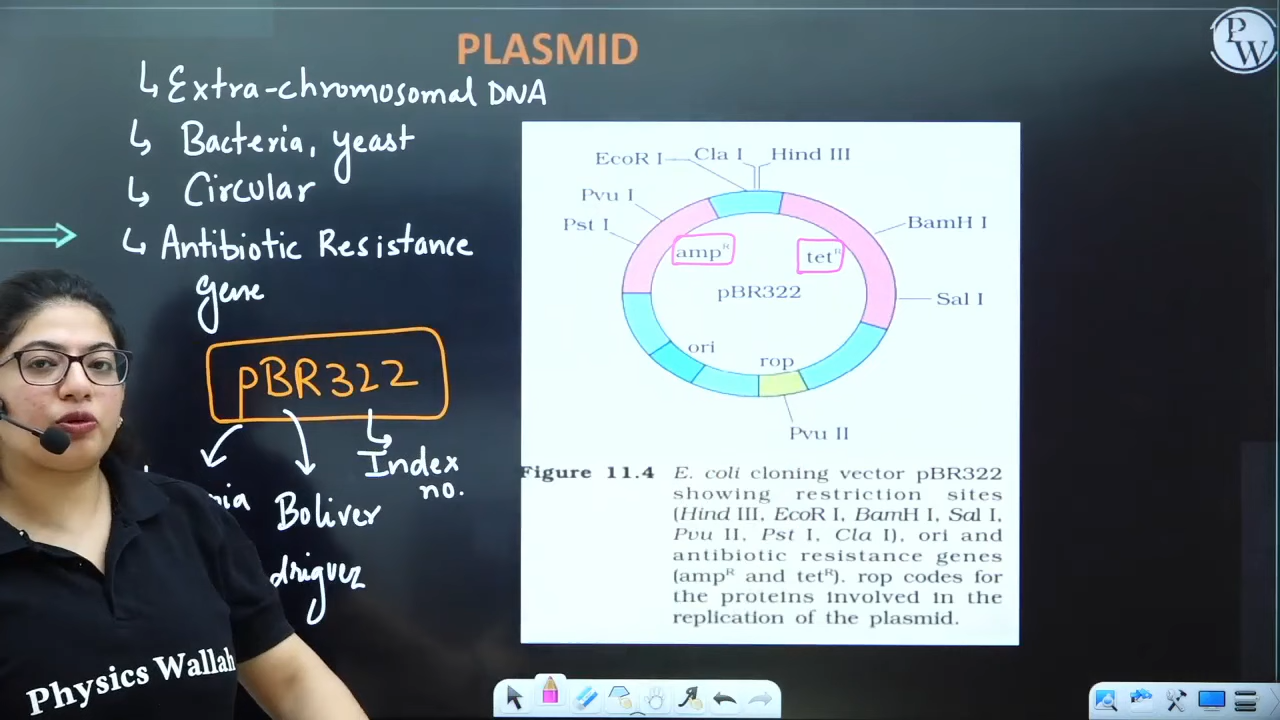 PLASMID
PW
↳ Extra-chromosomal DNA
↳ Bacteria, yeast
↳ Circular
↳ Antibiotic Resistance
gene
pBR322
Index
no.
Boliver
EcoR I
Cla I
Hind III
Pvu I
Pst I
BamH I
amp^R
tet^R
pBR322
Sal I
ori
rop
Pvu II
Figure 11.4 E. coli cloning vector pBR322
showing restriction sites
(Hind III, EcoR I, BamH I, Sal I,
Pvu II, Pst I, Cla I), ori and
antibiotic resistance genes
(amp^R and tet^R). rop codes for
the proteins involved in the
replication of the plasmid.
Physics Wallah